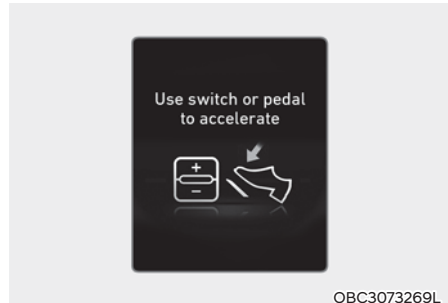 Use switch or pedal
to accelerate
+
−
OBC3073269L